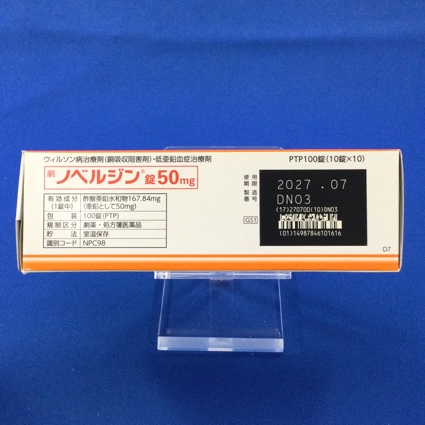 ウィルソン病治療剤(銅吸収阻害剤)・低亜鉛血症治療剤
PTP100錠(10錠×10)
劇 ノベルジン®錠50mg
有効成分 (1錠中) 酢酸亜鉛水和物167.84mg (亜鉛として50mg)
包装 100錠(PTP)
規制区分 劇薬・処方箋医薬品
貯法 室温保存
識別コード NPC98
使用期限 2027.07
製造番号 DN03
(17)270700(10)DN03
GS1
(01)14987846101616
D7